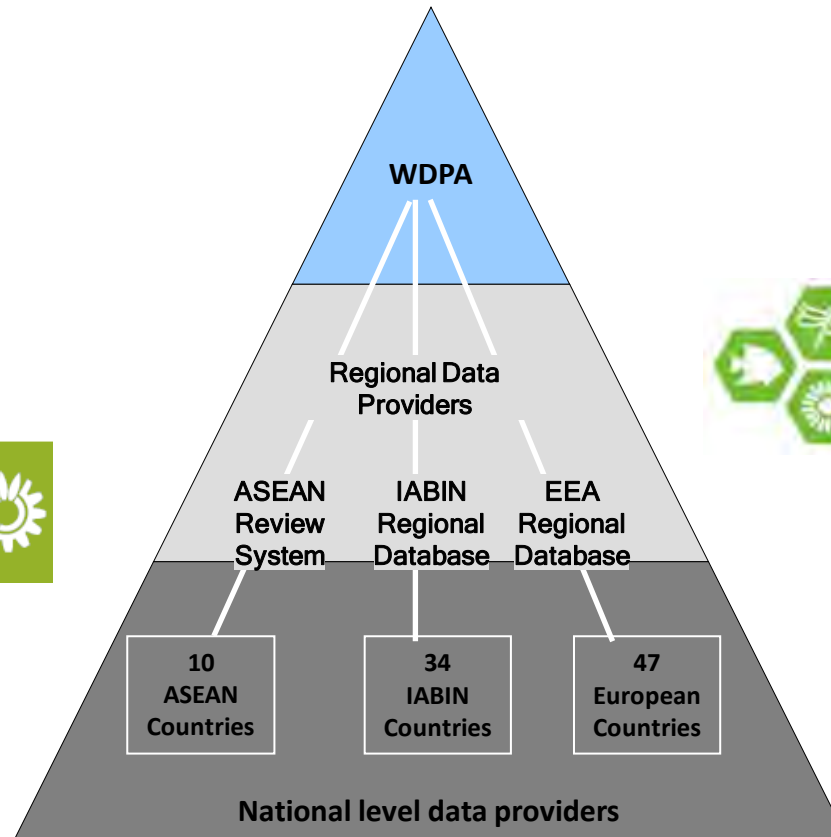 WDPA
Regional Data
Providers
ASEAN
Review
System
IABIN
Regional
Database
EEA
Regional
Database
10
ASEAN
Countries
34
IABIN
Countries
47
European
Countries
National level data providers